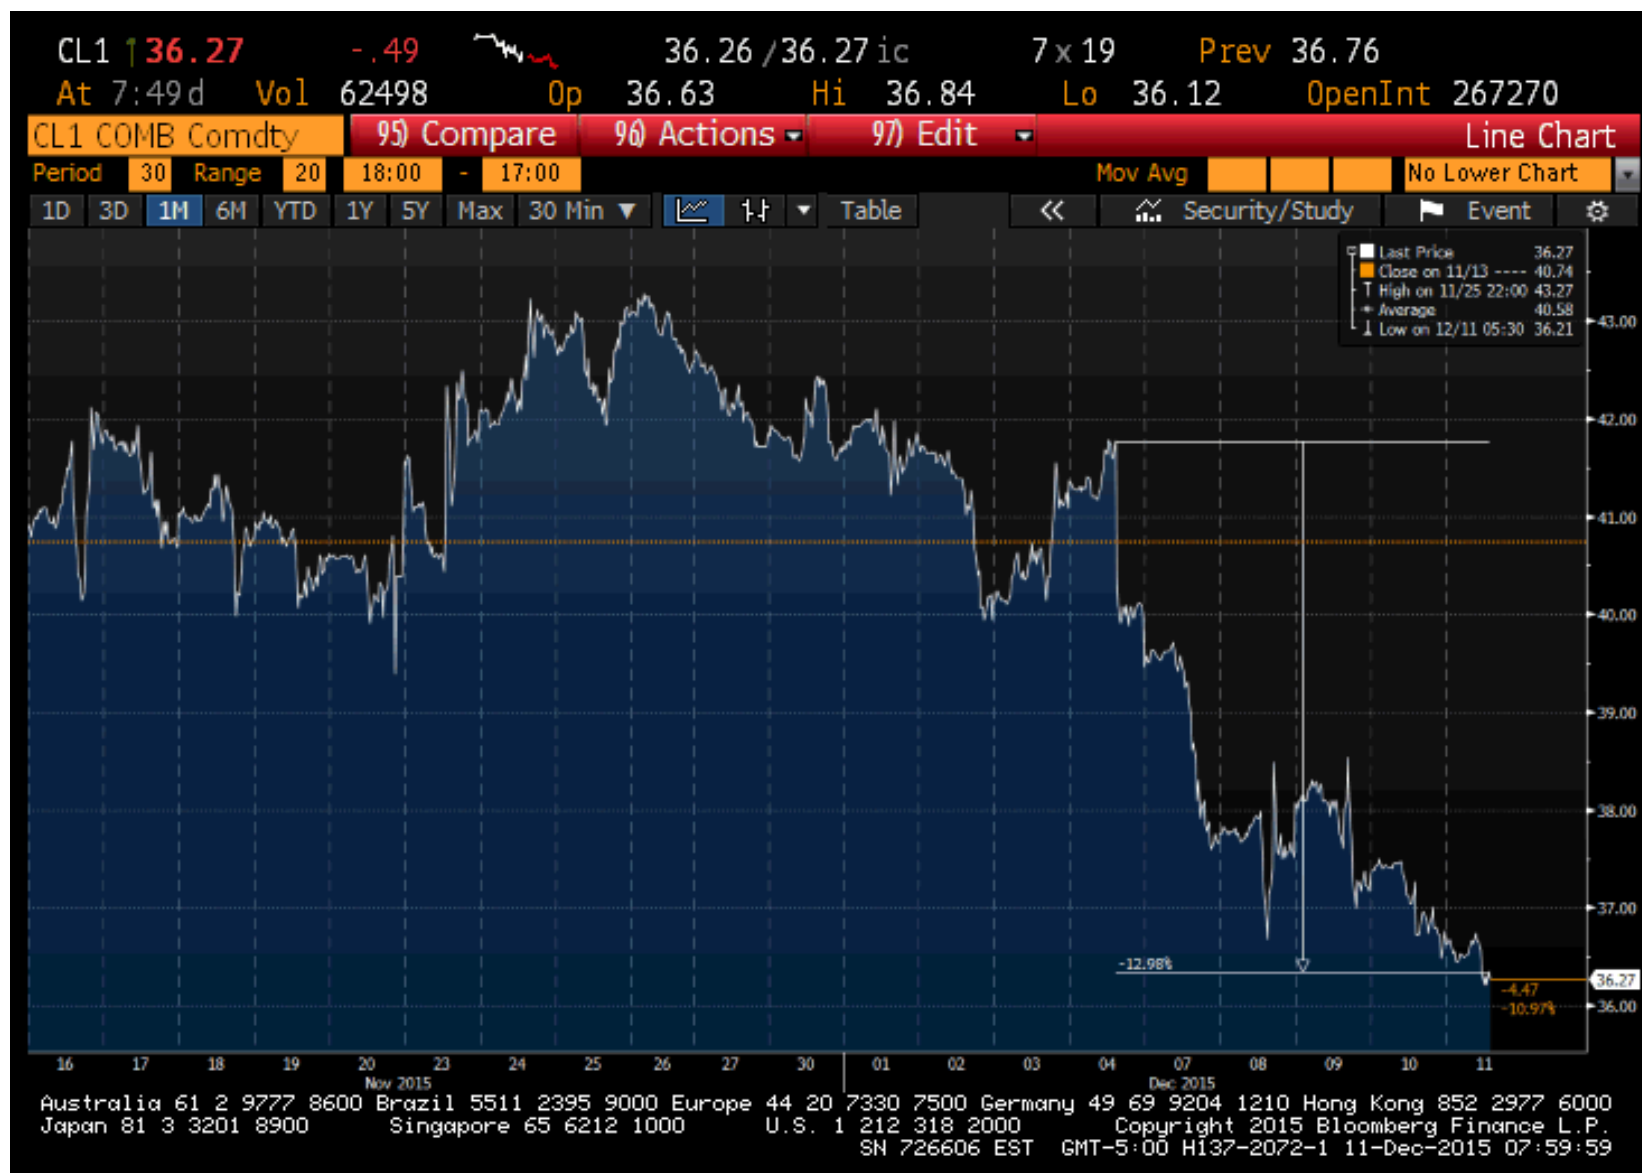 CL1 ↑36.27 -.49 36.26/36.27ic 7x19 Prev 36.76
At 7:49d Vol 62498 Op 36.63 Hi 36.84 Lo 36.12 OpenInt 267270
CL1 COMB Comdty 95) Compare 96) Actions 97) Edit Line Chart
Period 30 Range 20 18:00 - 17:00 Mov Avg No Lower Chart
1D 3D 1M 6M YTD 1Y 5Y Max 30 Min ▼ Table « Security/Study Event
Last Price 36.27
Close on 11/13 ---- 40.74
High on 11/25 22:00 43.27
Average 40.58
Low on 12/11 05:30 36.21
43.00
42.00
41.00
40.00
39.00
38.00
37.00
-12.98%
36.27
-4.47
-10.97%
36.00
16 17 18 19 20 23 24 25 26 27 30 01 02 03 04 07 08 09 10 11
Nov 2015 Dec 2015
Australia 61 2 9777 8600 Brazil 5511 2395 9000 Europe 44 20 7330 7500 Germany 49 69 9204 1210 Hong Kong 852 2977 6000
Japan 81 3 3201 8900 Singapore 65 6212 1000 U.S. 1 212 318 2000 Copyright 2015 Bloomberg Finance L.P.
SN 726606 EST GMT-5:00 H137-2072-1 11-Dec-2015 07:59:59